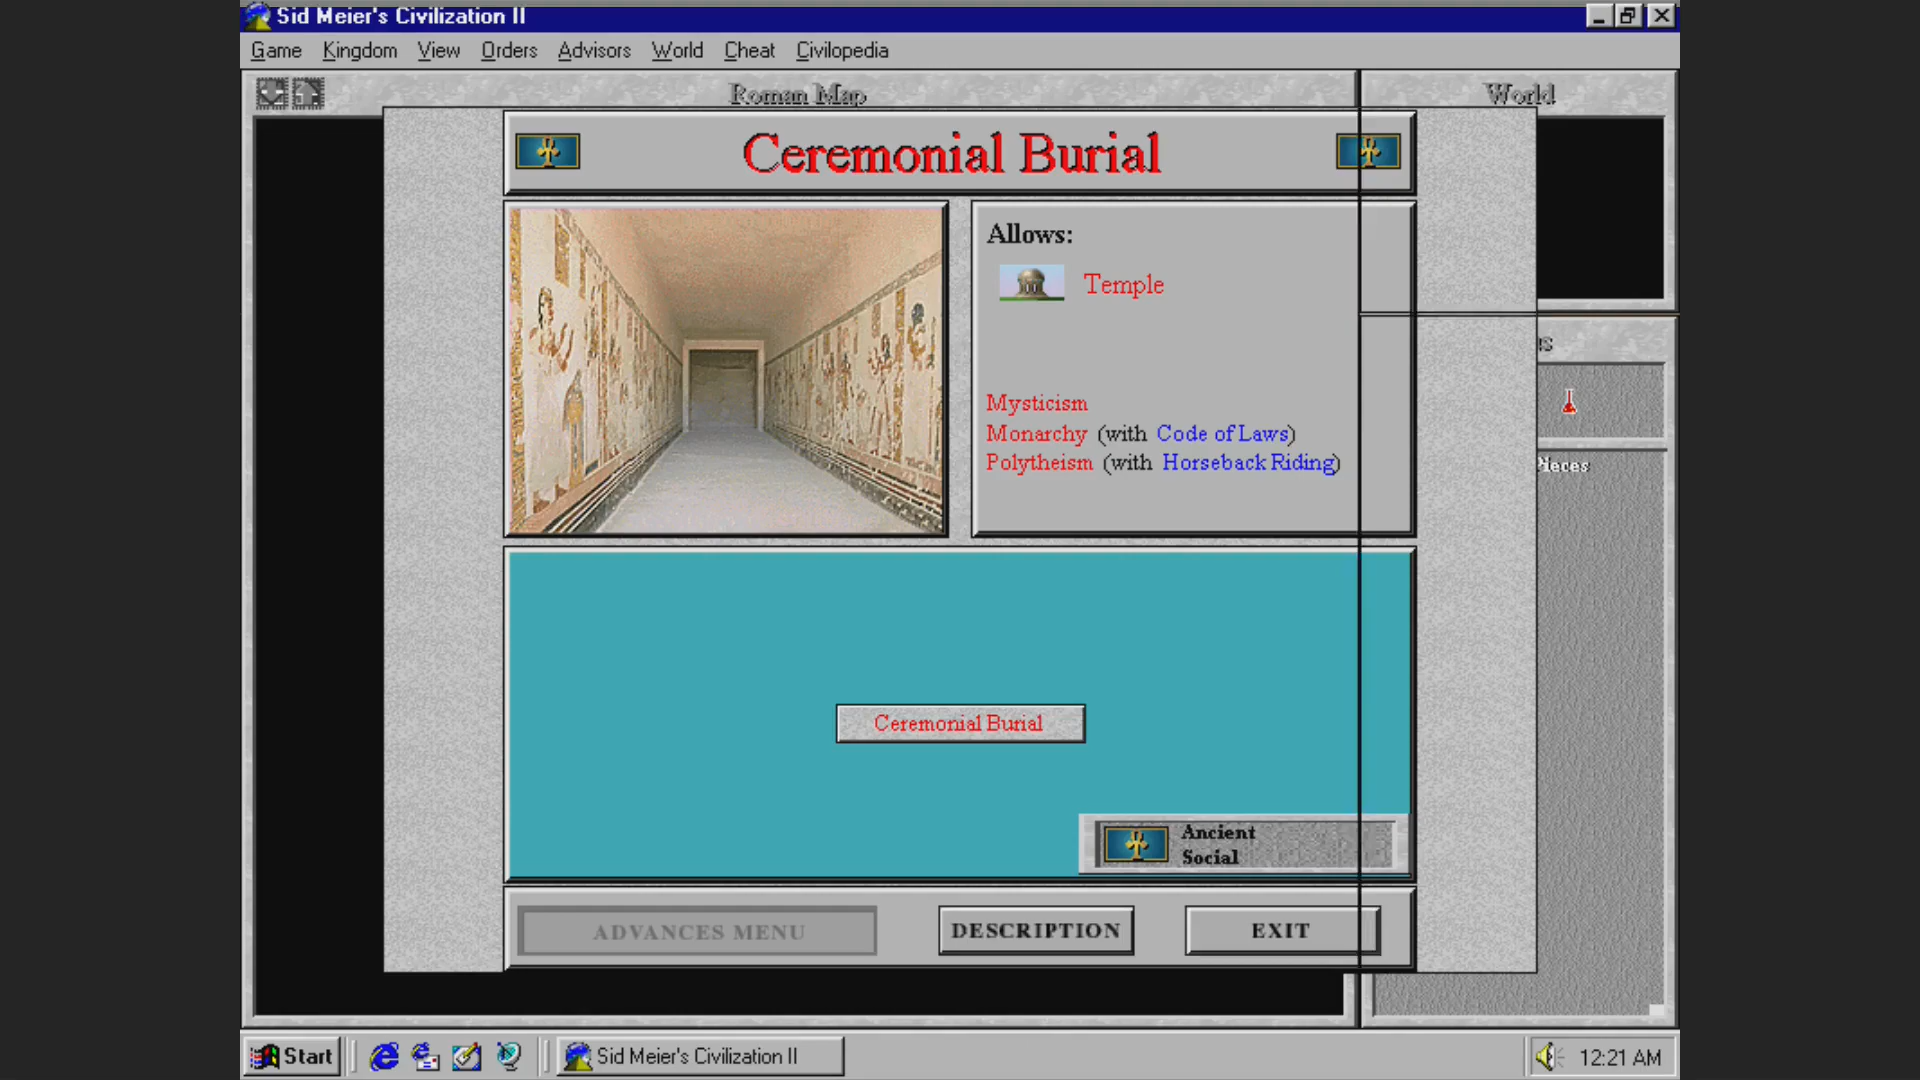 Sid Meier's Civilization II
Game Kingdom View Orders Advisors World Cheat Civilopedia
Roman Map
World
Ceremonial Burial
Allows:
Temple
Mysticism
Monarchy (with Code of Laws)
Polytheism (with Horseback Riding)
Ceremonial Burial
Ancient
Social
ADVANCES MENU
DESCRIPTION
EXIT
Start
Sid Meier's Civilization II
12:21 AM